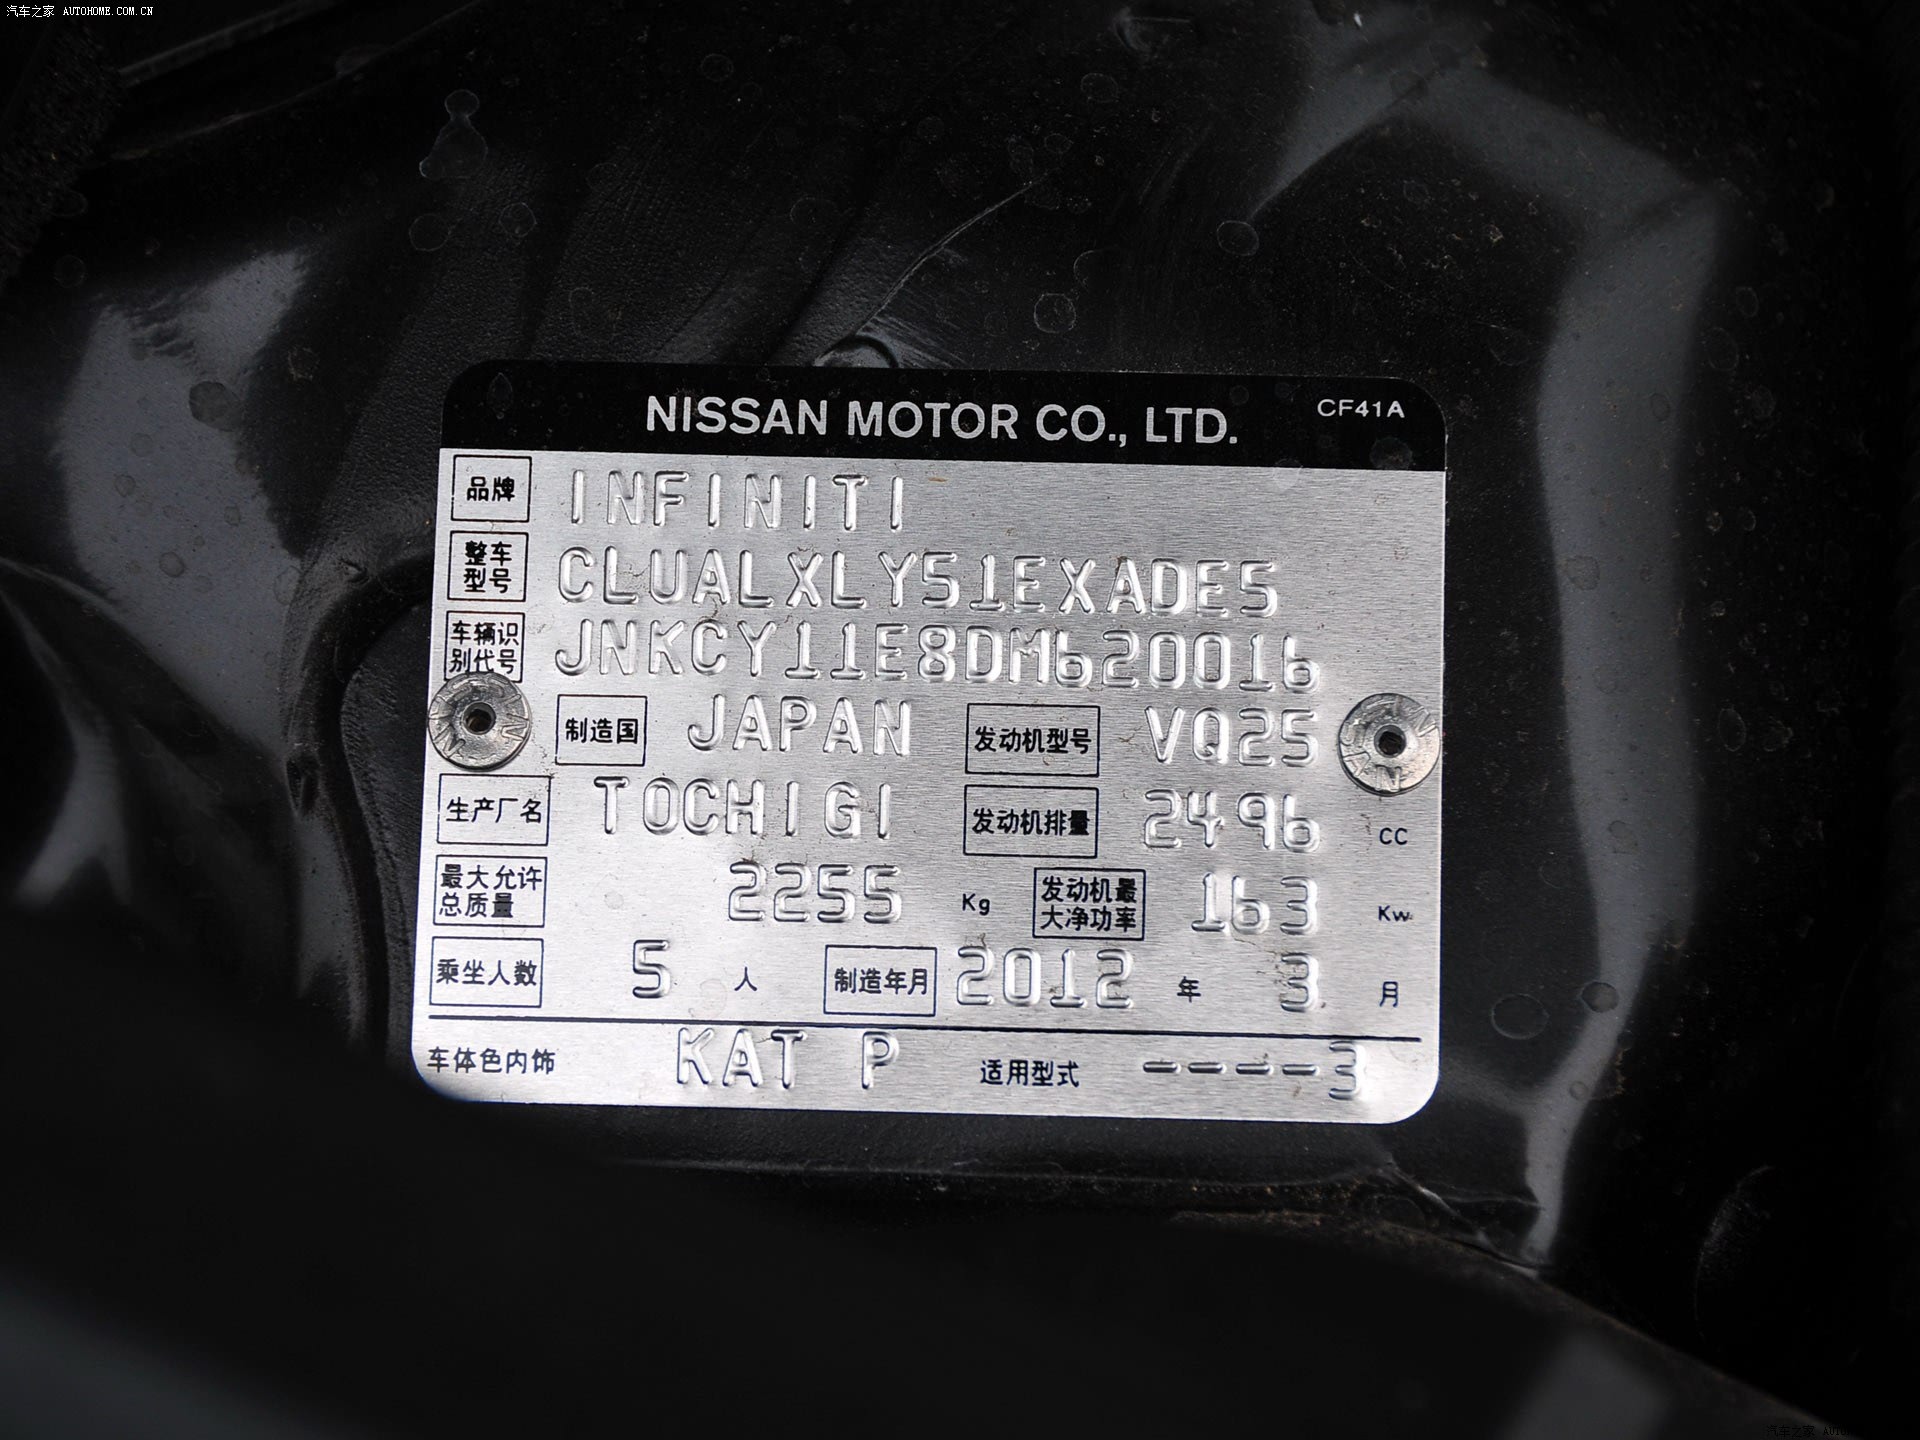 汽车之家 AUTOHOME.COM.CN
NISSAN MOTOR CO., LTD. CF41A
品牌 INFINITI
整车型号 CLUALXLY51EXADE5
车辆识别代号 JNKCY11E8DM620016
制造国 JAPAN 发动机型号 VQ25
生产厂名 TOCHIGI 发动机排量 2496 CC
最大允许总质量 2255 Kg 发动机最大净功率 163 Kw
乘坐人数 5 人 制造年月 2012 年 3 月
车体色内饰 KAT P 适用型式 ----3
汽车之家